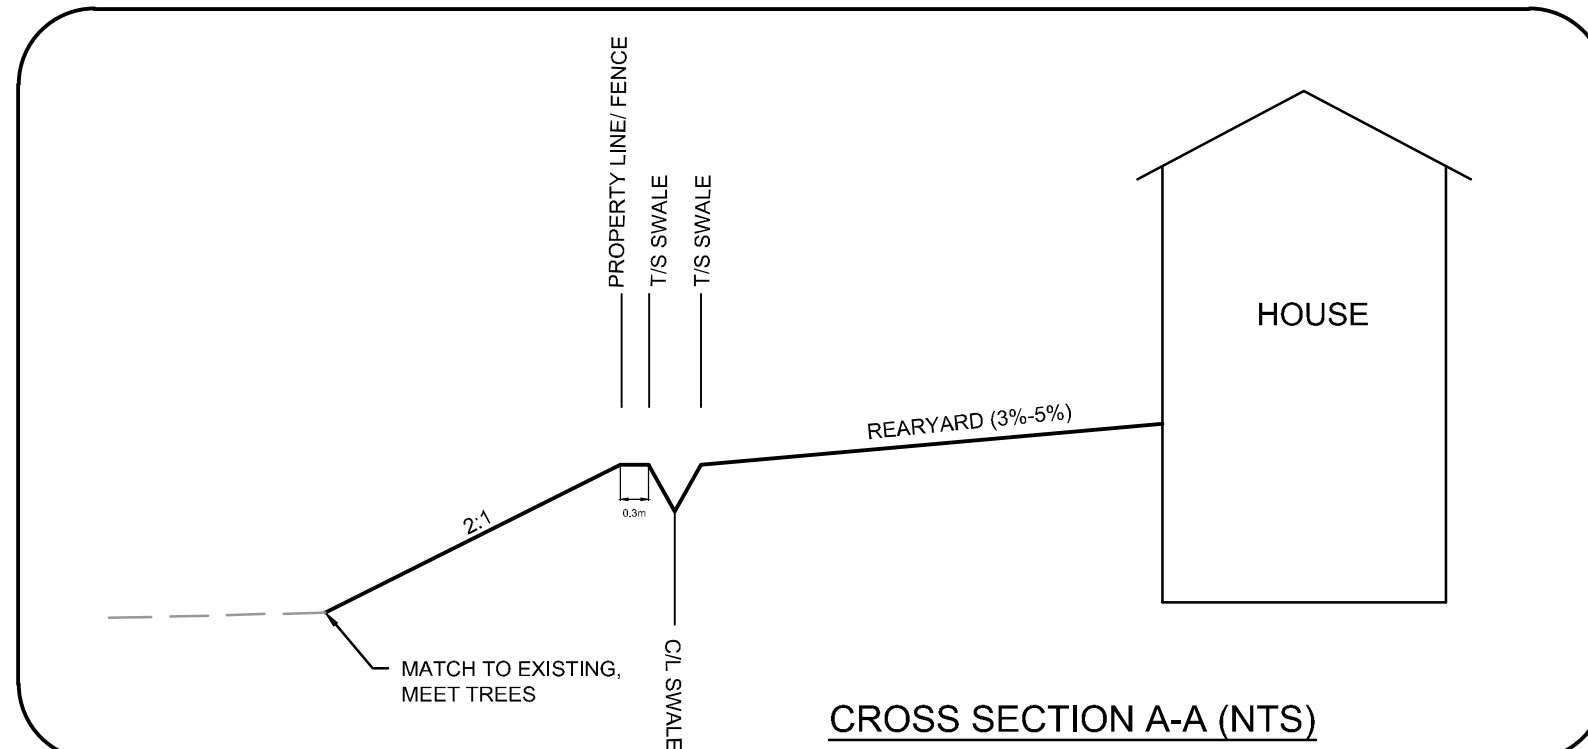 PROPERTY LINE/ FENCE
T/S SWALE
T/S SWALE
HOUSE
REARYARD (3%-5%)
2:1
0.3m
MATCH TO EXISTING,
MEET TREES
C/L SWALE
CROSS SECTION A-A (NTS)